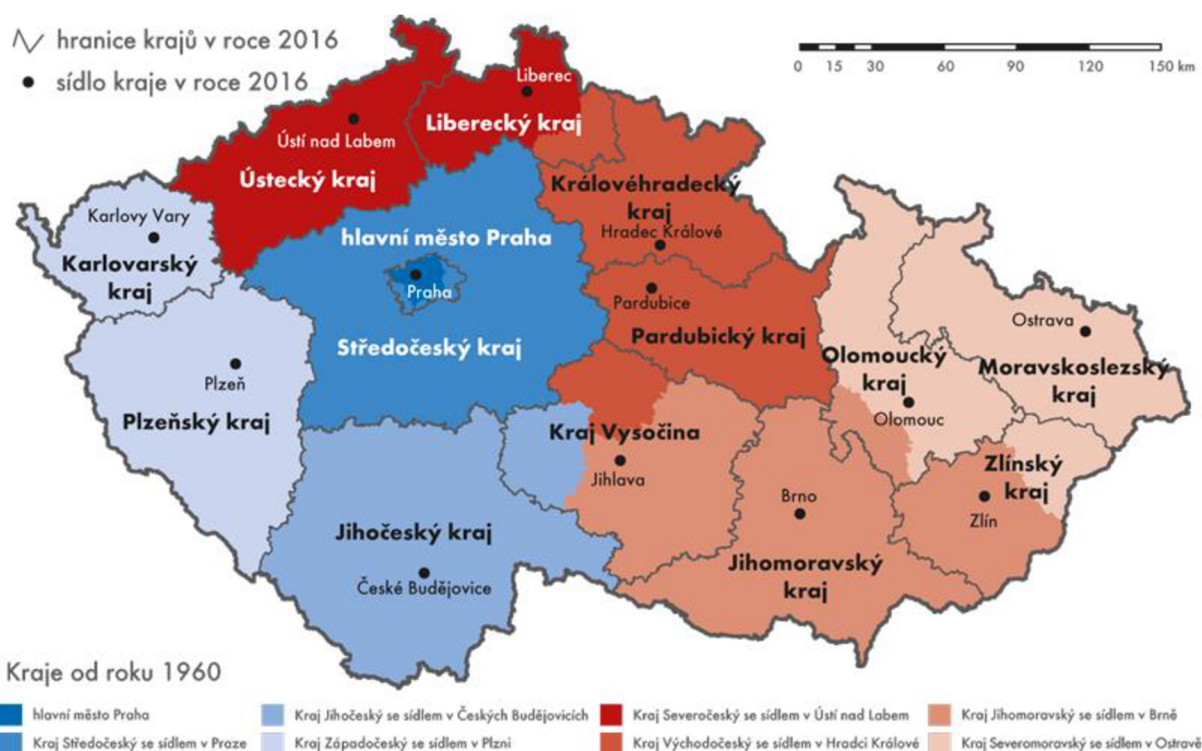 hranice krajů v roce 2016
sídlo kraje v roce 2016
0 15 30 60 90 120 150 km
Liberec
Liberecký kraj
Ústí nad Labem
Ústecký kraj
Královéhradecký
kraj
Hradec Králové
Karlovy Vary
Karlovarský
kraj
hlavní město Praha
Praha
Pardubice
Pardubický kraj
Středočeský kraj
Ostrava
Moravskoslezský
kraj
Olomoucký
kraj
Olomouc
Plzeň
Plzeňský kraj
Kraj Vysočina
Jihlava
Zlínský
kraj
Zlín
Brno
Jihomoravský
kraj
Jihočeský kraj
České Budějovice
Kraje od roku 1960
hlavní město Praha
Kraj Jihočeský se sídlem v Českých Budějovicích
Kraj Severočeský se sídlem v Ústí nad Labem
Kraj Jihomoravský se sídlem v Brně
Kraj Středočeský se sídlem v Praze
Kraj Západočeský se sídlem v Plzni
Kraj Východočeský se sídlem v Hradci Králové
Kraj Severomoravský se sídlem v Ostravě